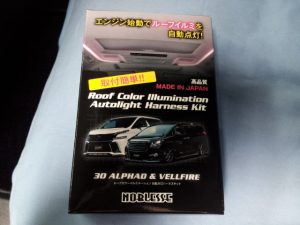 エンジン始動でルーフイルミを
自動点灯!
取付簡単!!
高品質
MADE IN JAPAN
Roof Color Illumination
Autolight Harness Kit
30 ALPHAD & VELLFIRE
NOBLESSE